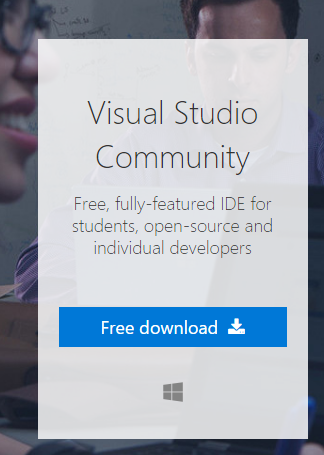 Visual Studio
Community
Free, fully-featured IDE for
students, open-source and
individual developers
Free download